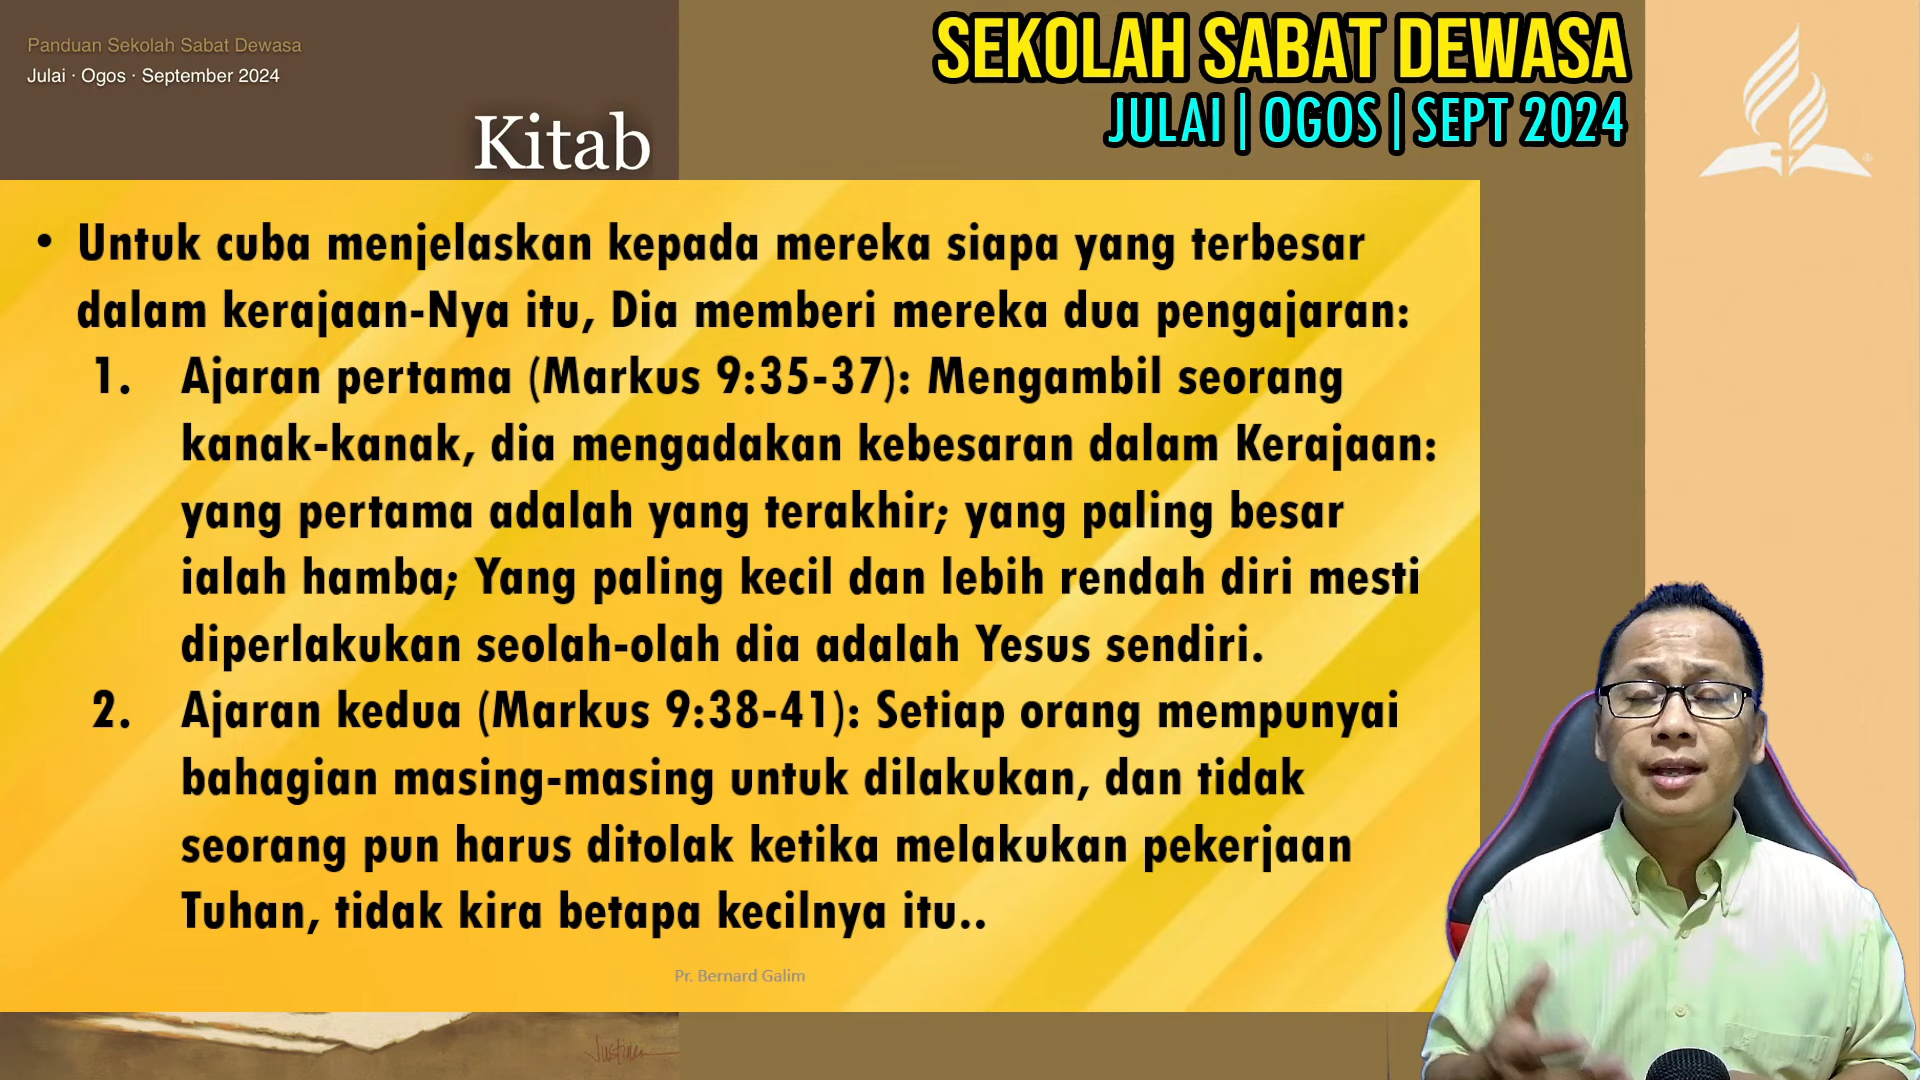 Panduan Sekolah Sabat Dewasa
Julai · Ogos · September 2024
Kitab
SEKOLAH SABAT DEWASA
JULAI | OGOS | SEPT 2024
• Untuk cuba menjelaskan kepada mereka siapa yang terbesar
dalam kerajaan-Nya itu, Dia memberi mereka dua pengajaran:
1. Ajaran pertama (Markus 9:35-37): Mengambil seorang
kanak-kanak, dia mengadakan kebesaran dalam Kerajaan:
yang pertama adalah yang terakhir; yang paling besar
ialah hamba; Yang paling kecil dan lebih rendah diri mesti
diperlakukan seolah-olah dia adalah Yesus sendiri.
2. Ajaran kedua (Markus 9:38-41): Setiap orang mempunyai
bahagian masing-masing untuk dilakukan, dan tidak
seorang pun harus ditolak ketika melakukan pekerjaan
Tuhan, tidak kira betapa kecilnya itu..
Pr. Bernard Galim